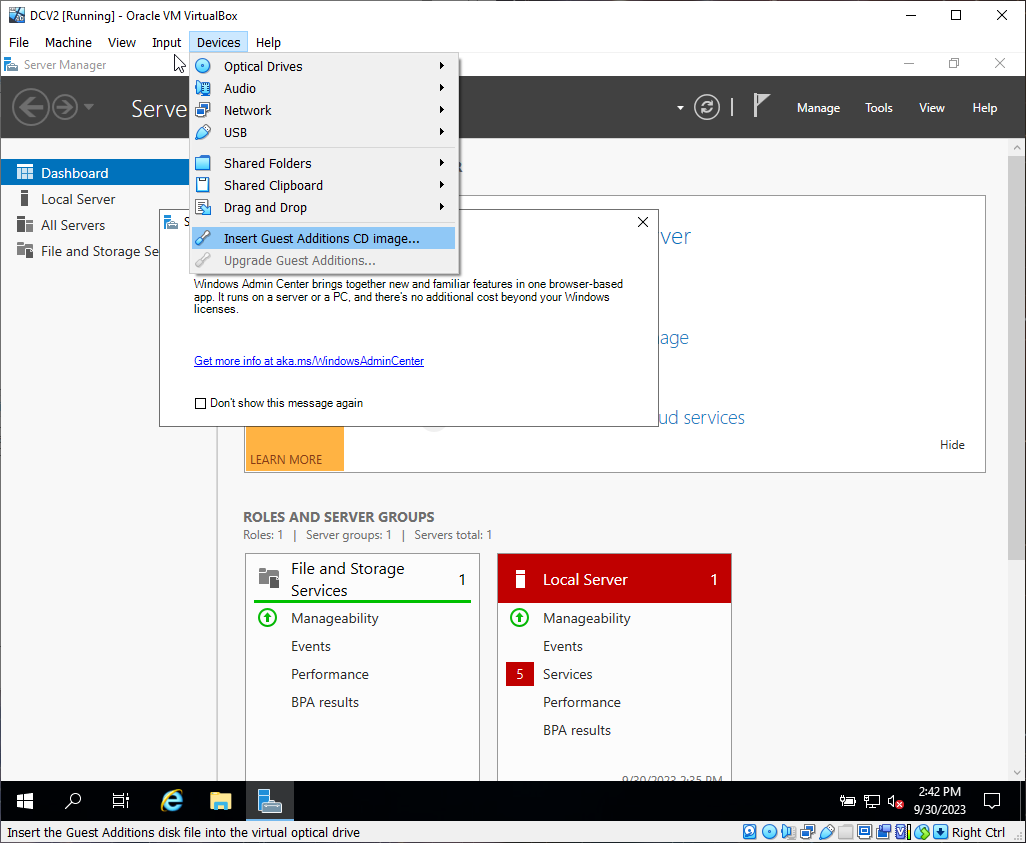 DCV2 [Running] - Oracle VM VirtualBox
File Machine View Input Devices Help
Server Manager
Optical Drives
Audio
Network
USB
Shared Folders
Shared Clipboard
Drag and Drop
Insert Guest Additions CD image...
Upgrade Guest Additions...
Manage Tools View Help
Dashboard
Local Server
All Servers
File and Storage Se
Windows Admin Center brings together new and familiar features in one browser-based
app. It runs on a server or a PC, and there's no additional cost beyond your Windows
licenses.
Get more info at aka.ms/WindowsAdminCenter
Don't show this message again
ud services
LEARN MORE
Hide
ROLES AND SERVER GROUPS
Roles: 1 | Server groups: 1 | Servers total: 1
File and Storage
Services
1
Manageability
Events
Performance
BPA results
Local Server 1
Manageability
Events
5 Services
Performance
BPA results
9/30/2023 2:35 PM
2:42 PM
9/30/2023
Insert the Guest Additions disk file into the virtual optical drive
Right Ctrl